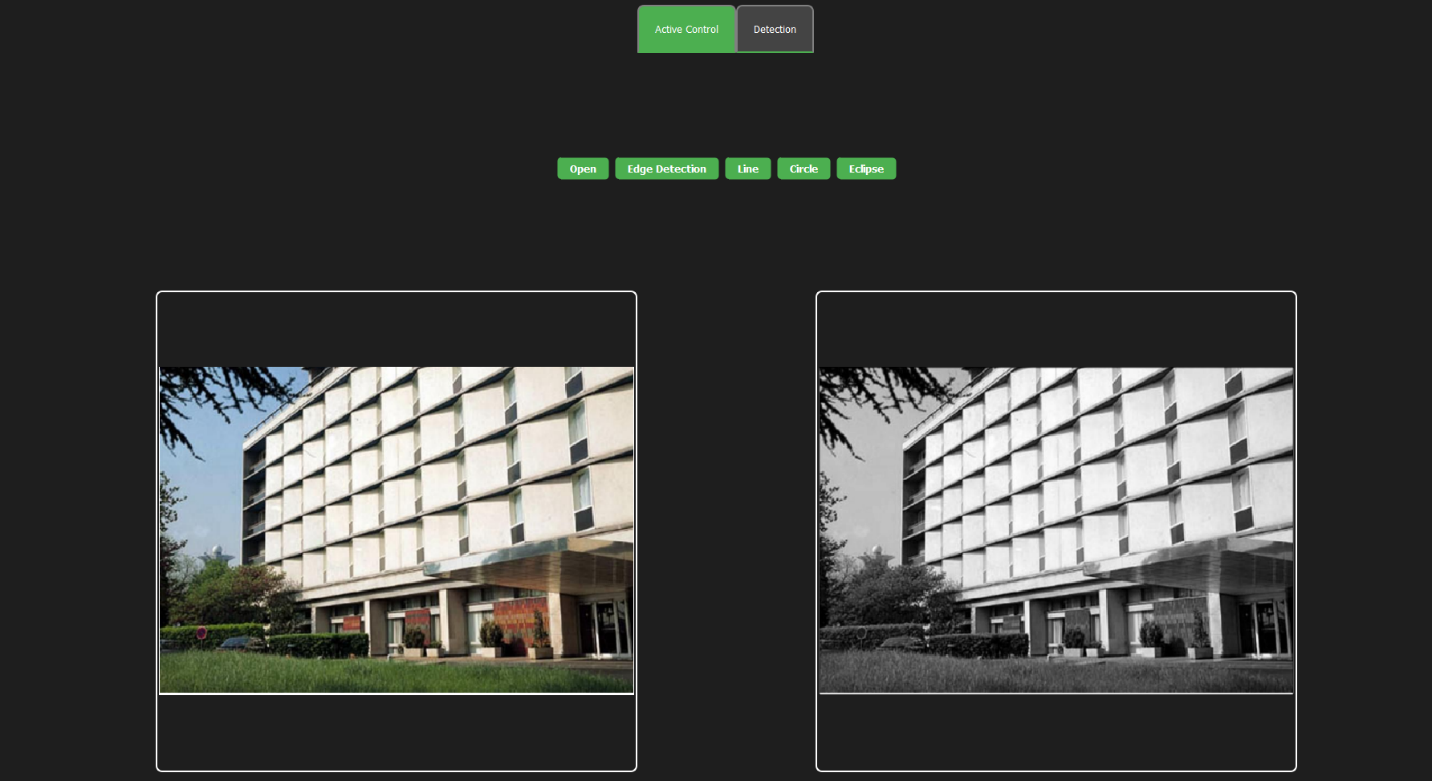 Active Control Detection
Open Edge Detection Line Circle Eclipse